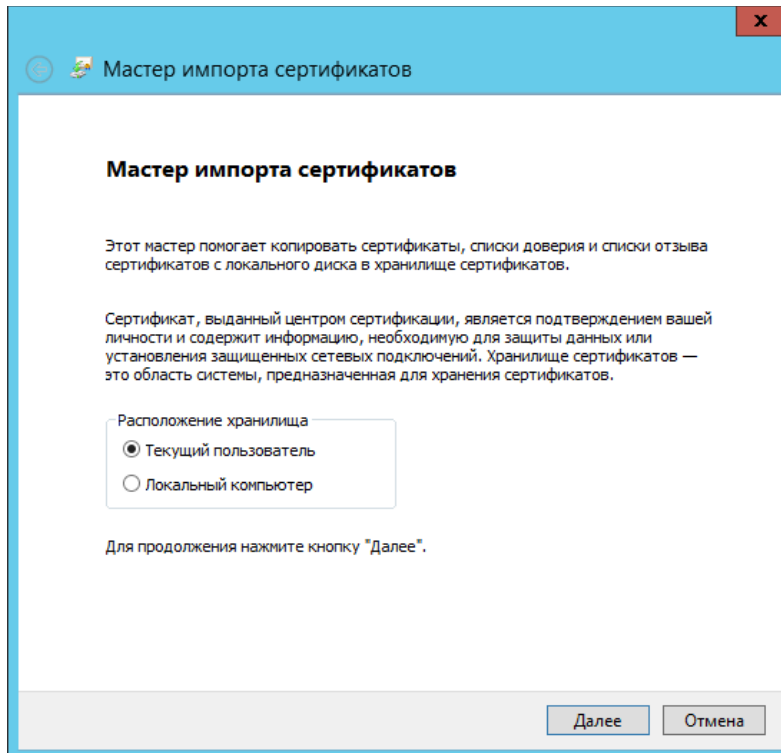 x
Мастер импорта сертификатов
Мастер импорта сертификатов
Этот мастер помогает копировать сертификаты, списки доверия и списки отзыва
сертификатов с локального диска в хранилище сертификатов.
Сертификат, выданный центром сертификации, является подтверждением вашей
личности и содержит информацию, необходимую для защиты данных или
установления защищенных сетевых подключений. Хранилище сертификатов —
это область системы, предназначенная для хранения сертификатов.
Расположение хранилища
Текущий пользователь
Локальный компьютер
Для продолжения нажмите кнопку "Далее".
Далее
Отмена